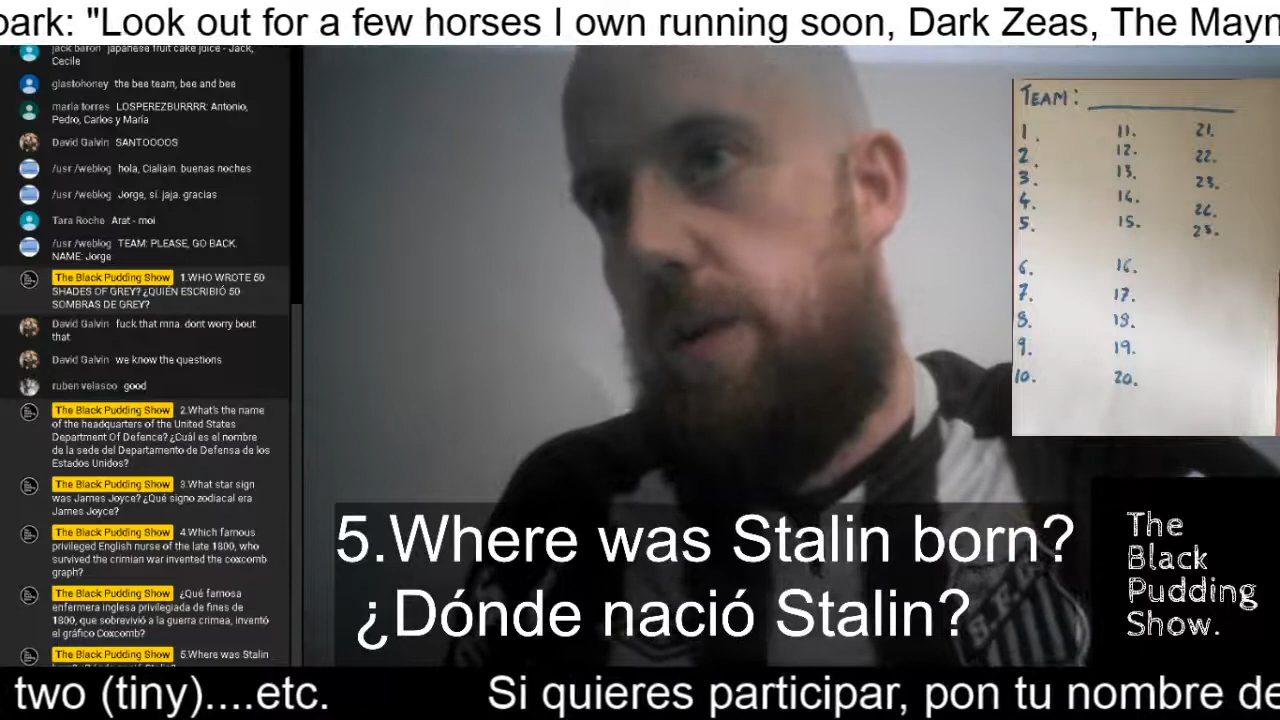 park: "Look out for a few horses I own running soon, Dark Zeas, The Mayn
jack baron japanese fruit cake juice - Jack,
Cecile
glastohoney the bee team, bee and bee
maria torres LOSPEREZBURRRR: Antonio,
Pedro, Carlos y María
David Galvin SANTOOOOS
/usr /weblog hola, Cialiain. buenas noches
/usr /weblog Jorge, sí. jaja. gracias
Tara Roche Arat - moi
/usr /weblog TEAM: PLEASE, GO BACK.
NAME: Jorge
The Black Pudding Show 1.WHO WROTE 50
SHADES OF GREY? ¿QUIÉN ESCRIBIÓ 50
SOMBRAS DE GREY?
David Galvin fuck that mna. dont worry bout
that.
David Galvin we know the questions
ruben velasco good
The Black Pudding Show 2.What's the name
of the headquarters of the United States
Department Of Defence? ¿Cuál es el nombre
de la sede del Departamento de Defensa de los
Estados Unidos?
The Black Pudding Show 3.What star sign
was James Joyce? ¿Qué signo zodiacal era
James Joyce?
The Black Pudding Show 4.Which famous
privileged English nurse of the late 1800, who
survived the crimian war invented the coxcomb
graph?
The Black Pudding Show ¿Qué famosa
enfermera inglesa privilegiada de fines de
1800, que sobrevivió a la guerra crimea, inventó
el gráfico Coxcomb?
The Black Pudding Show 5.Where was Stalin
TEAM:
1. 11. 21.
2. 12. 22.
3. 13. 23.
4. 14. 24.
5. 15. 25.
6. 16.
7. 17.
8. 18.
9. 19.
10. 20.
5.Where was Stalin born?
¿Dónde nació Stalin?
The
Black
Pudding
Show.
two (tiny)....etc. Si quieres participar, pon tu nombre de